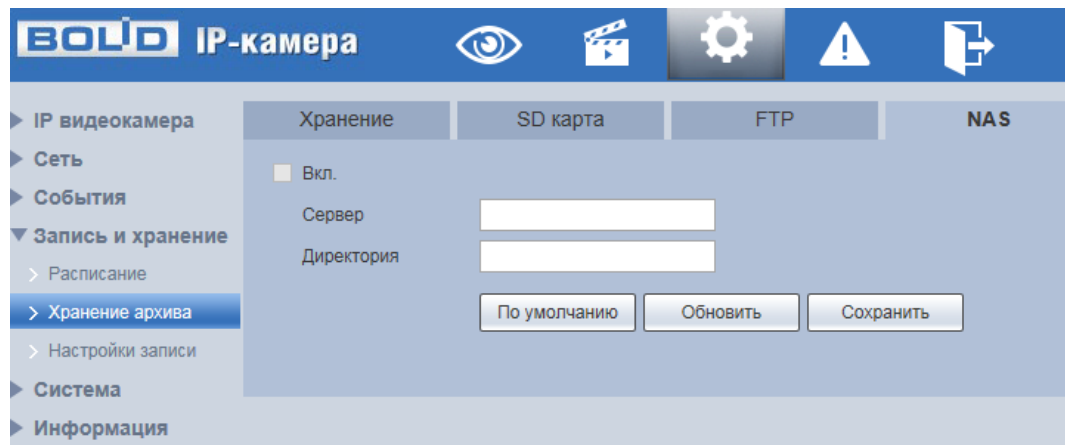 BOLID IP-камера
IP видеокамера
Сеть
События
Запись и хранение
Расписание
Хранение архива
Настройки записи
Система
Информация
Хранение SD карта FTP NAS
Вкл.
Сервер
Директория
По умолчанию Обновить Сохранить